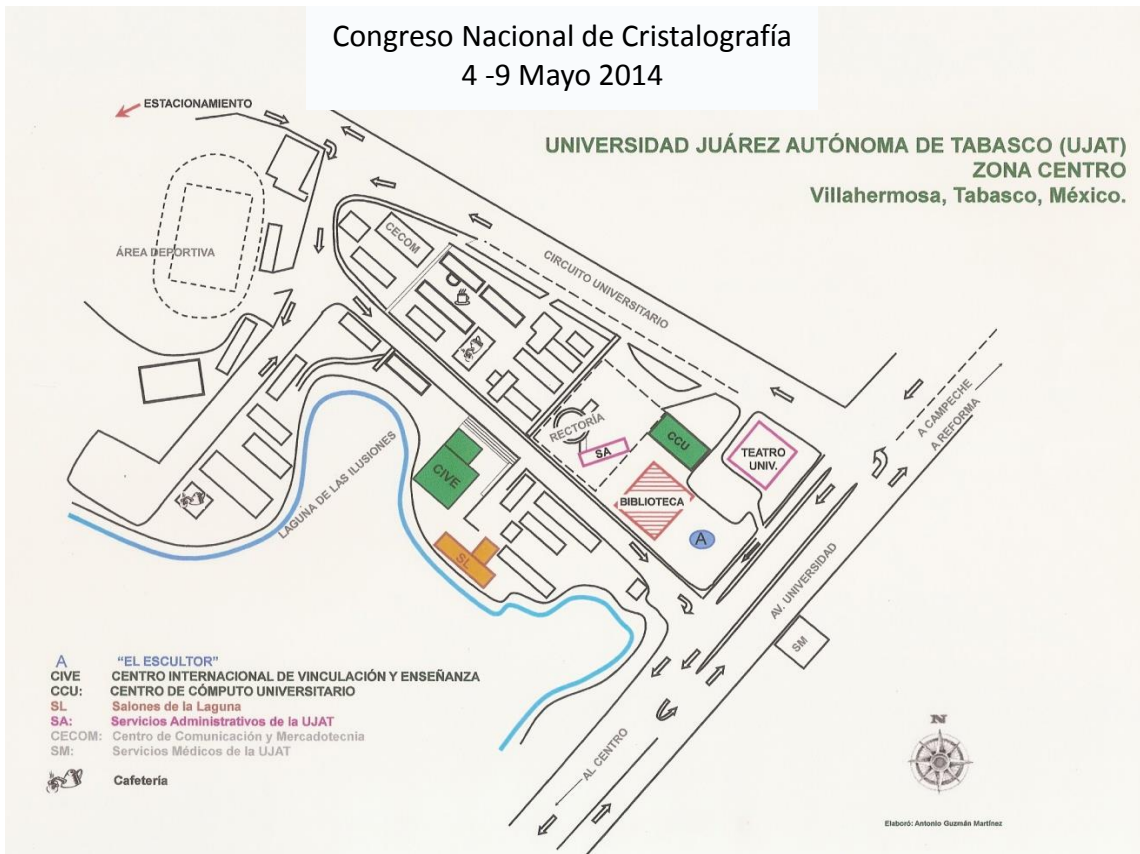 Congreso Nacional de Cristalografía
4 -9 Mayo 2014
ESTACIONAMIENTO
UNIVERSIDAD JUÁREZ AUTÓNOMA DE TABASCO (UJAT)
ZONA CENTRO
Villahermosa, Tabasco, México.
ÁREA DEPORTIVA
CECOM
CIRCUITO UNIVERSITARIO
A CAMPECHE
A REFORMA
RECTORÍA
SA
CCU
TEATRO
UNIV.
CIVE
BIBLIOTECA
LAGUNA DE LAS ILUSIONES
A
SL
AV. UNIVERSIDAD
SM
AL CENTRO
A "EL ESCULTOR"
CIVE CENTRO INTERNACIONAL DE VINCULACIÓN Y ENSEÑANZA
CCU: CENTRO DE CÓMPUTO UNIVERSITARIO
SL Salones de la Laguna
SA: Servicios Administrativos de la UJAT
CECOM: Centro de Comunicación y Mercadotecnia
SM: Servicios Médicos de la UJAT
Cafetería
N
Elaboró: Antonio Guzmán Martínez